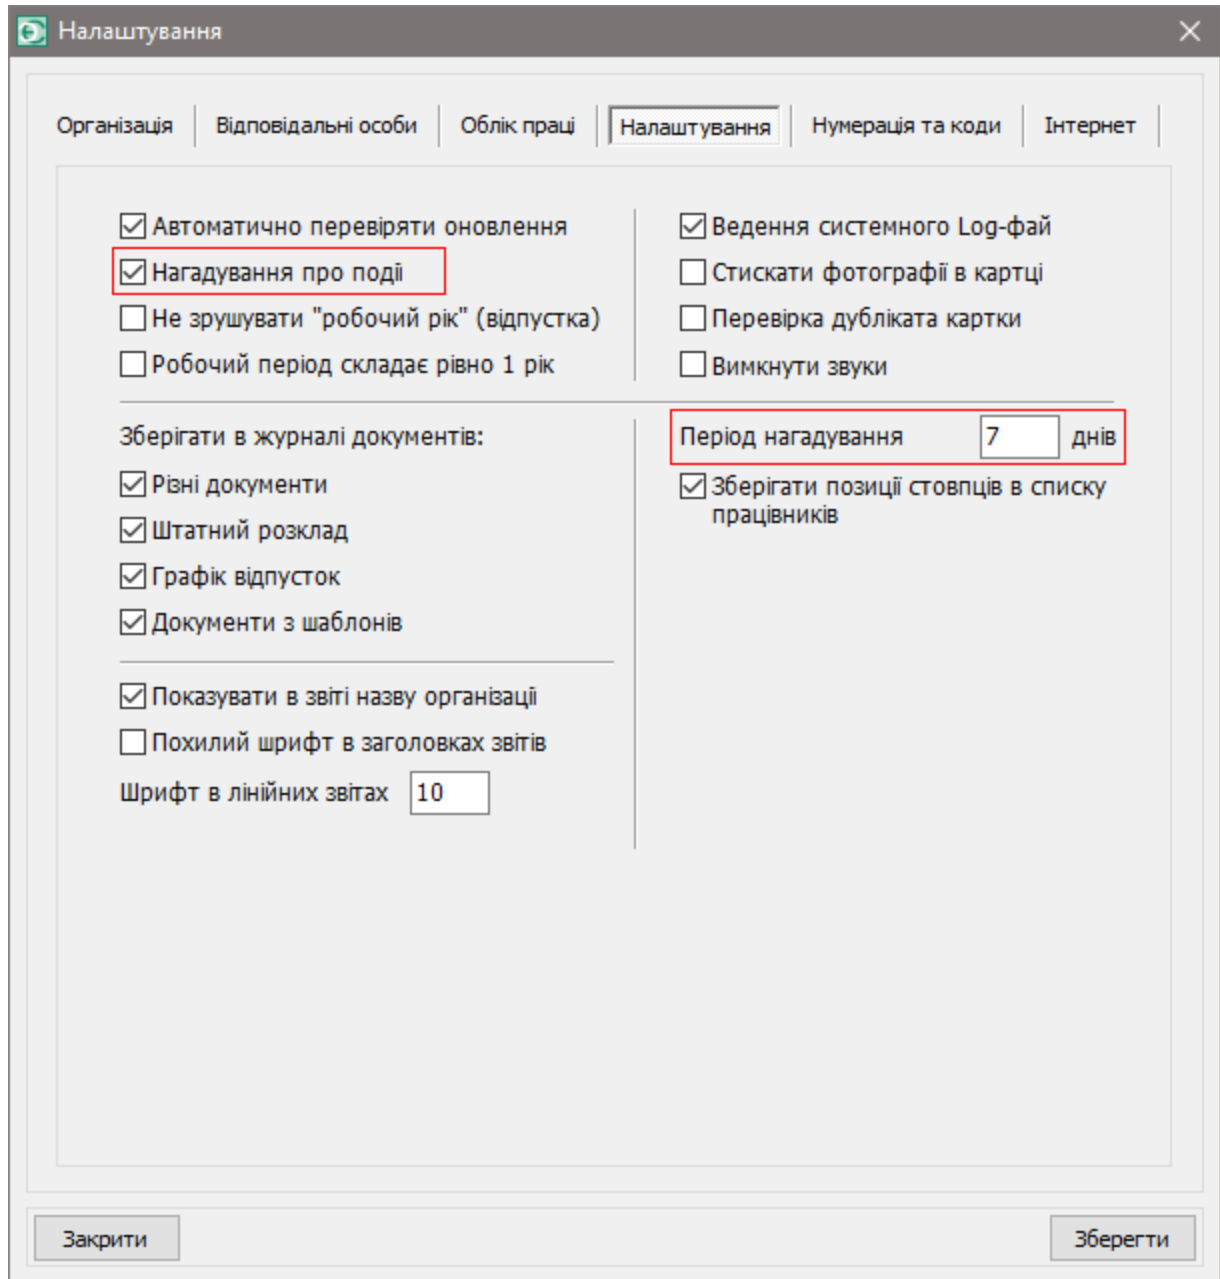 Налаштування
Організація
Відповідальні особи
Облік праці
Налаштування
Нумерація та коди
Інтернет
Автоматично перевіряти оновлення
Нагадування про події
Не зрушувати "робочий рік" (відпустка)
Робочий період складає рівно 1 рік
Ведення системного Log-фай
Стискати фотографії в картці
Перевірка дубліката картки
Вимкнути звуки
Зберігати в журналі документів:
Різні документи
Штатний розклад
Графік відпусток
Документи з шаблонів
Показувати в звіті назву організації
Похилий шрифт в заголовках звітів
Шрифт в лінійних звітах 10
Період нагадування 7 днів
Зберігати позиції стовпців в списку
працівників
Закрити
Зберегти